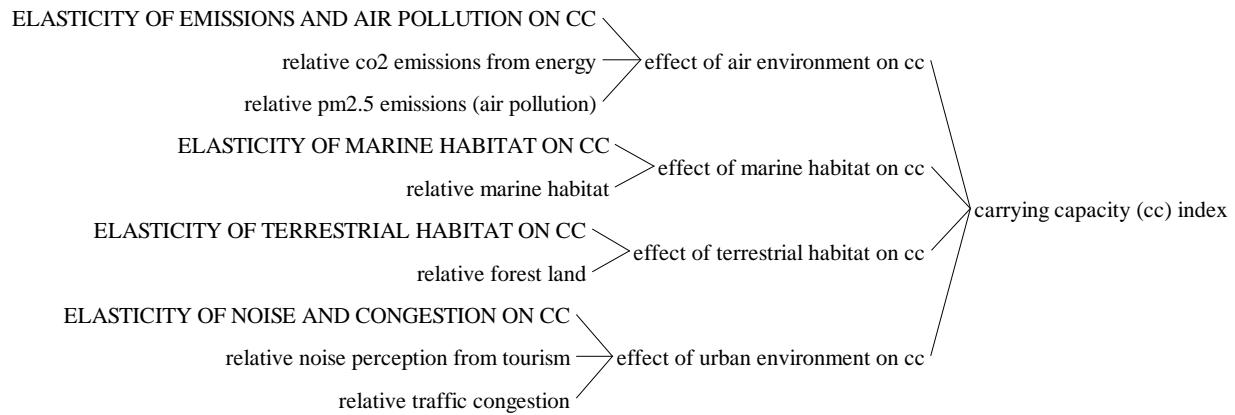 ELASTICITY OF EMISSIONS AND AIR POLLUTION ON CC
relative co2 emissions from energy
relative pm2.5 emissions (air pollution)
effect of air environment on cc
ELASTICITY OF MARINE HABITAT ON CC
relative marine habitat
effect of marine habitat on cc
ELASTICITY OF TERRESTRIAL HABITAT ON CC
relative forest land
effect of terrestrial habitat on cc
ELASTICITY OF NOISE AND CONGESTION ON CC
relative noise perception from tourism
relative traffic congestion
effect of urban environment on cc
carrying capacity (cc) index